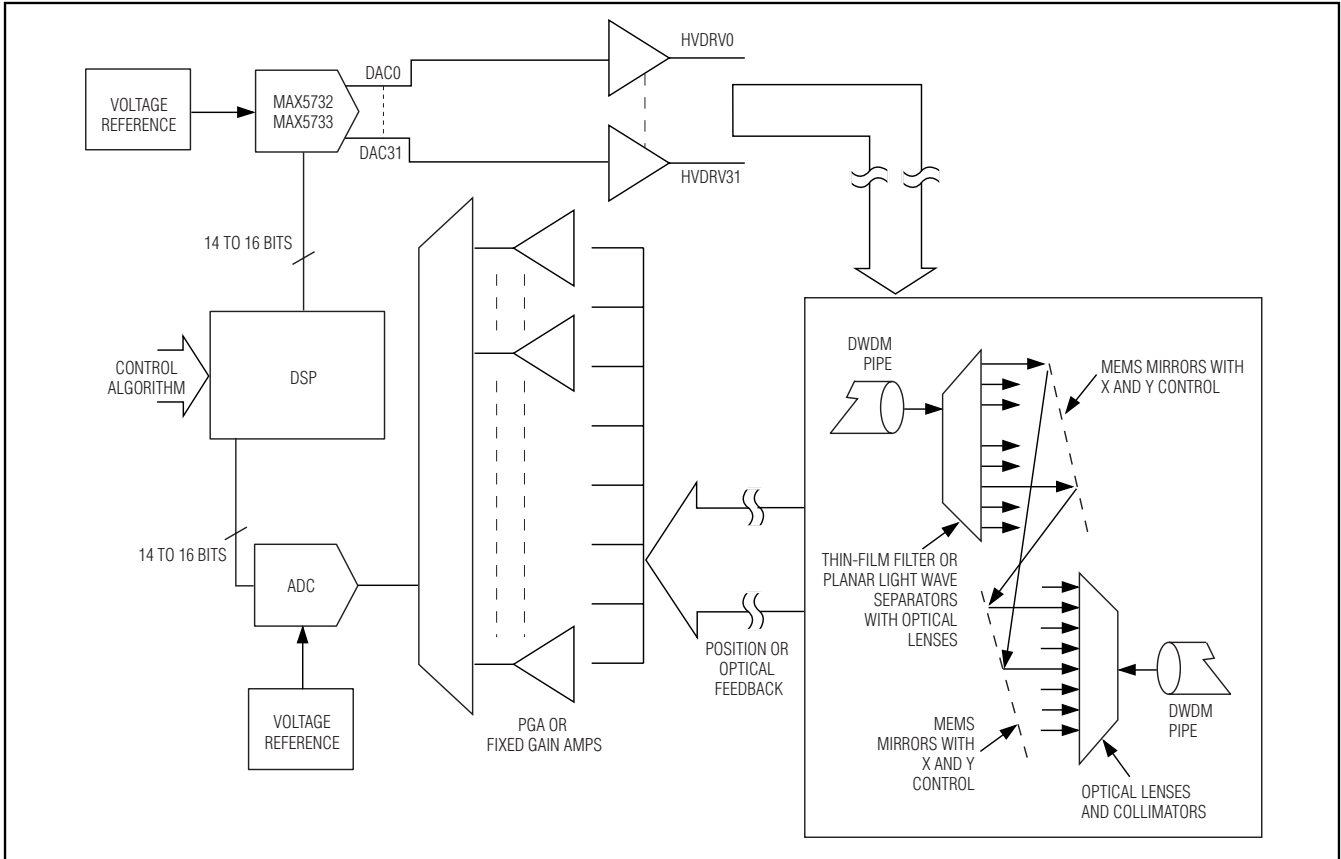 VOLTAGE
REFERENCE
MAX5732
MAX5733
DAC0
DAC31
HVDRV0
HVDRV31
14 TO 16 BITS
CONTROL
ALGORITHM
DSP
14 TO 16 BITS
ADC
VOLTAGE
REFERENCE
PGA OR
FIXED GAIN AMPS
POSITION OR
OPTICAL
FEEDBACK
DWDM
PIPE
MEMS MIRRORS WITH
X AND Y CONTROL
THIN-FILM FILTER OR
PLANAR LIGHT WAVE
SEPARATORS
WITH OPTICAL
LENSES
MEMS
MIRRORS WITH
X AND Y
CONTROL
DWDM
PIPE
OPTICAL LENSES
AND COLLIMATORS